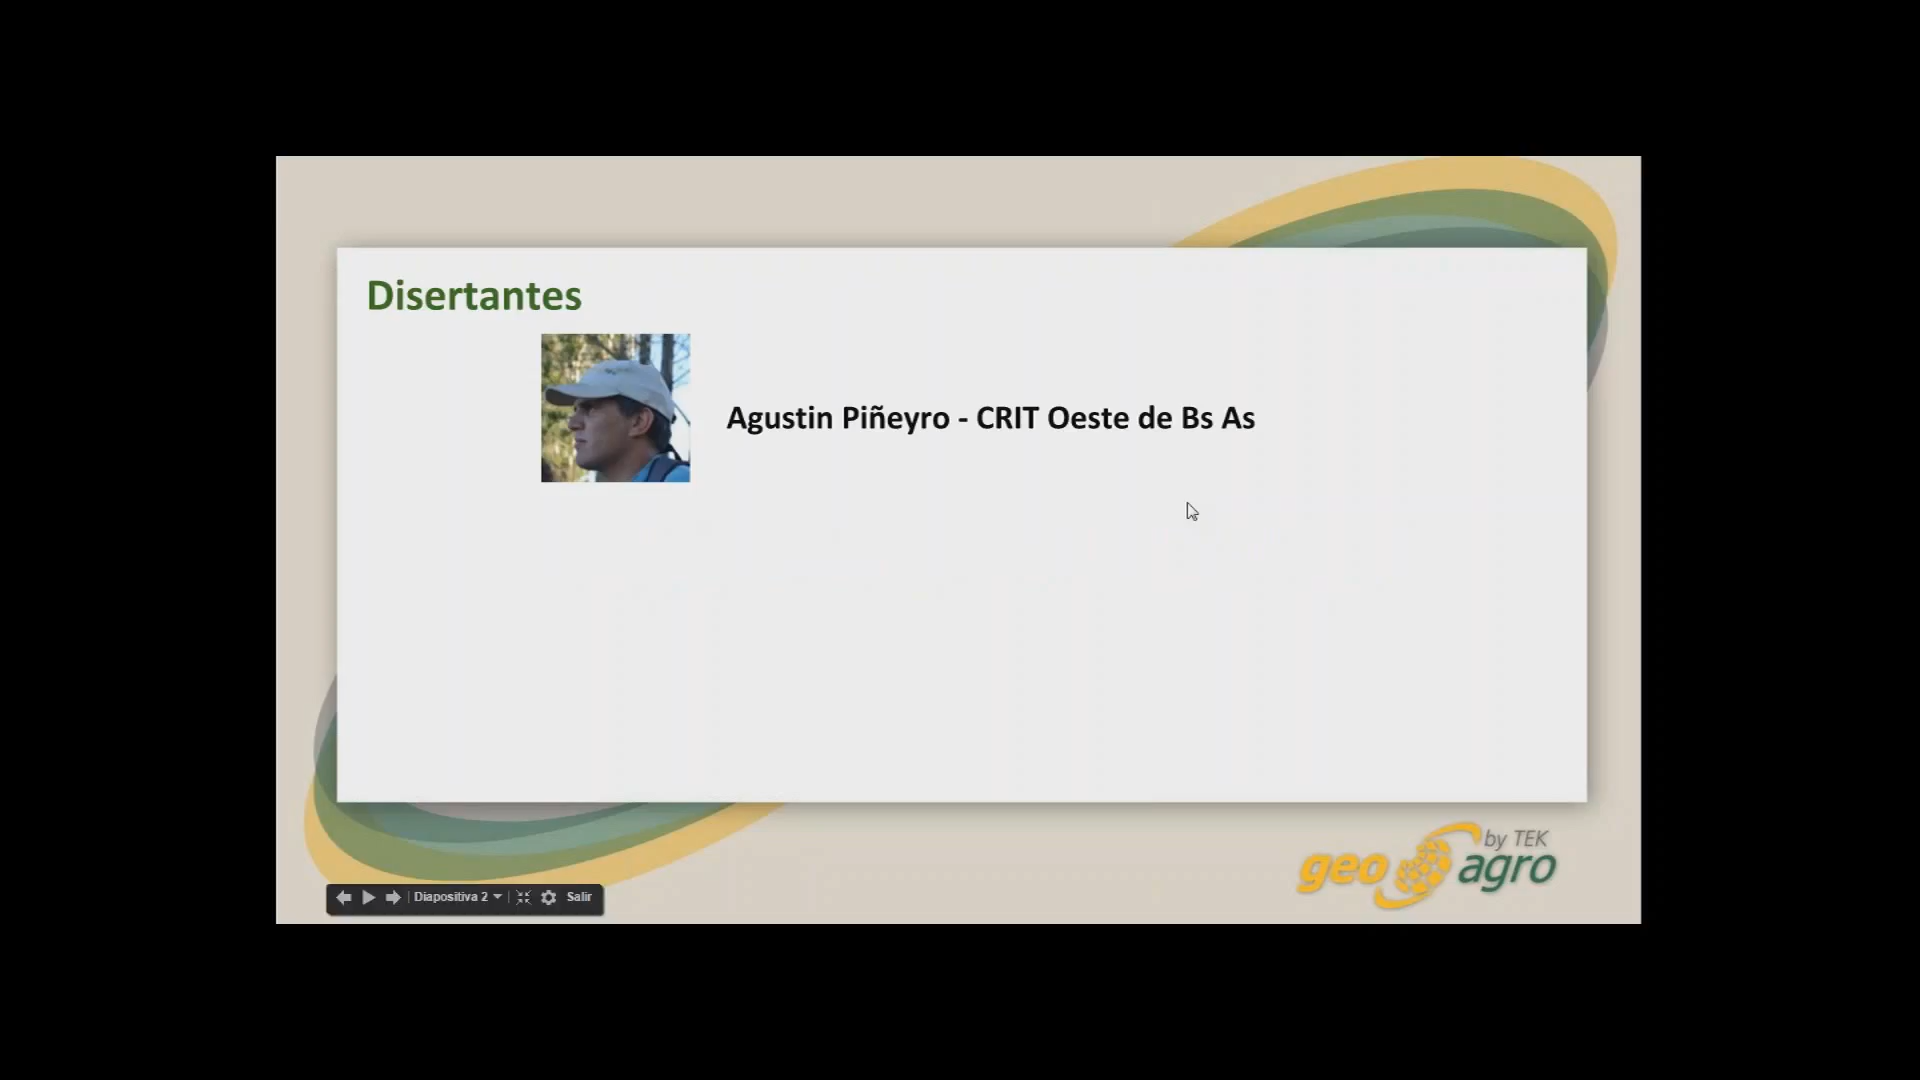 Disertantes
Agustin Piñeyro - CRIT Oeste de Bs As
by TEK
geo agro
Diapositiva 2
Salir